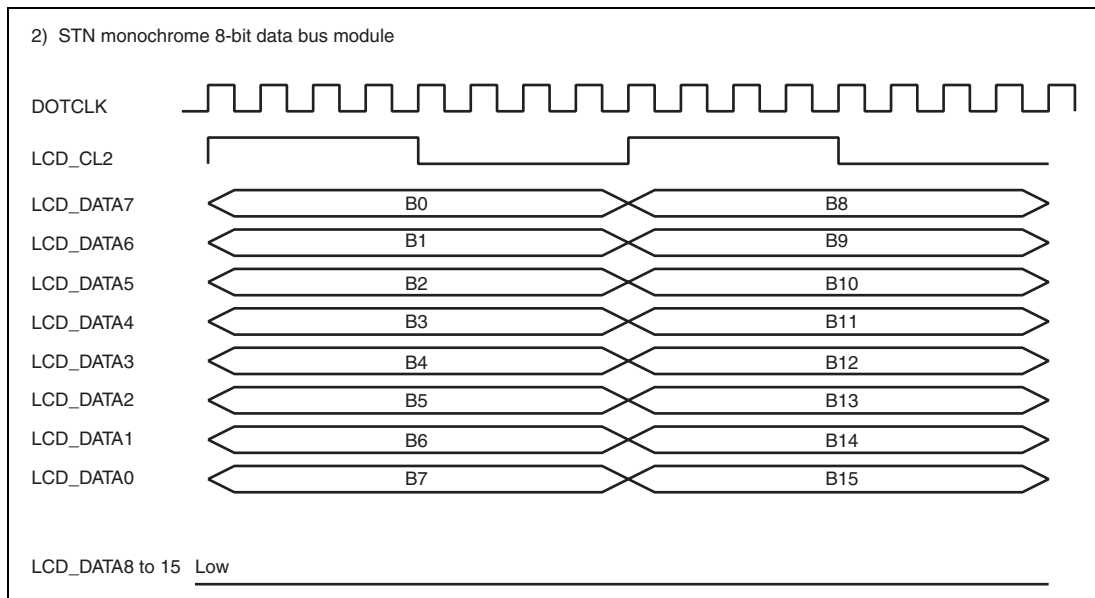 2) STN monochrome 8-bit data bus module
DOTCLK
LCD_CL2
LCD_DATA7 B0 B8
LCD_DATA6 B1 B9
LCD_DATA5 B2 B10
LCD_DATA4 B3 B11
LCD_DATA3 B4 B12
LCD_DATA2 B5 B13
LCD_DATA1 B6 B14
LCD_DATA0 B7 B15
LCD_DATA8 to 15 Low